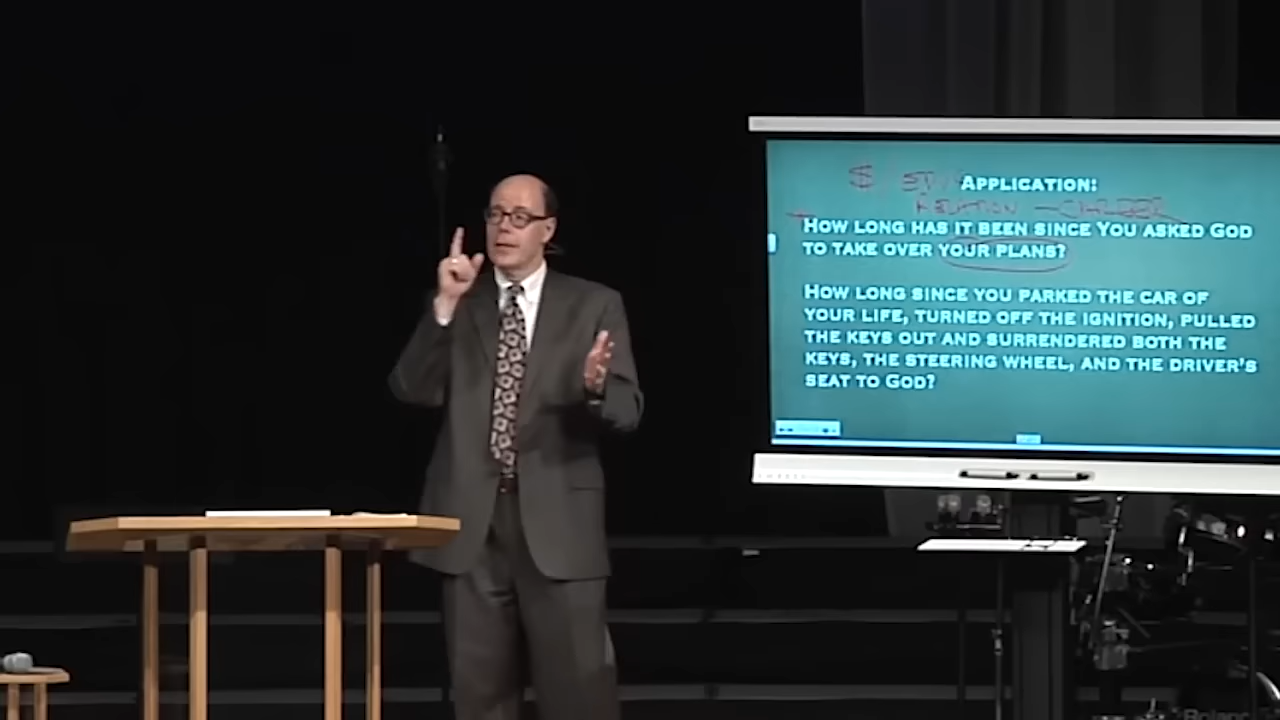 $/
APPLICATION:
RELATION - CAREER
HOW LONG HAS IT BEEN SINCE YOU ASKED GOD
TO TAKE OVER YOUR PLANS?
HOW LONG SINCE YOU PARKED THE CAR OF
YOUR LIFE, TURNED OFF THE IGNITION, PULLED
THE KEYS OUT AND SURRENDERED BOTH THE
KEYS, THE STEERING WHEEL, AND THE DRIVER'S
SEAT TO GOD?